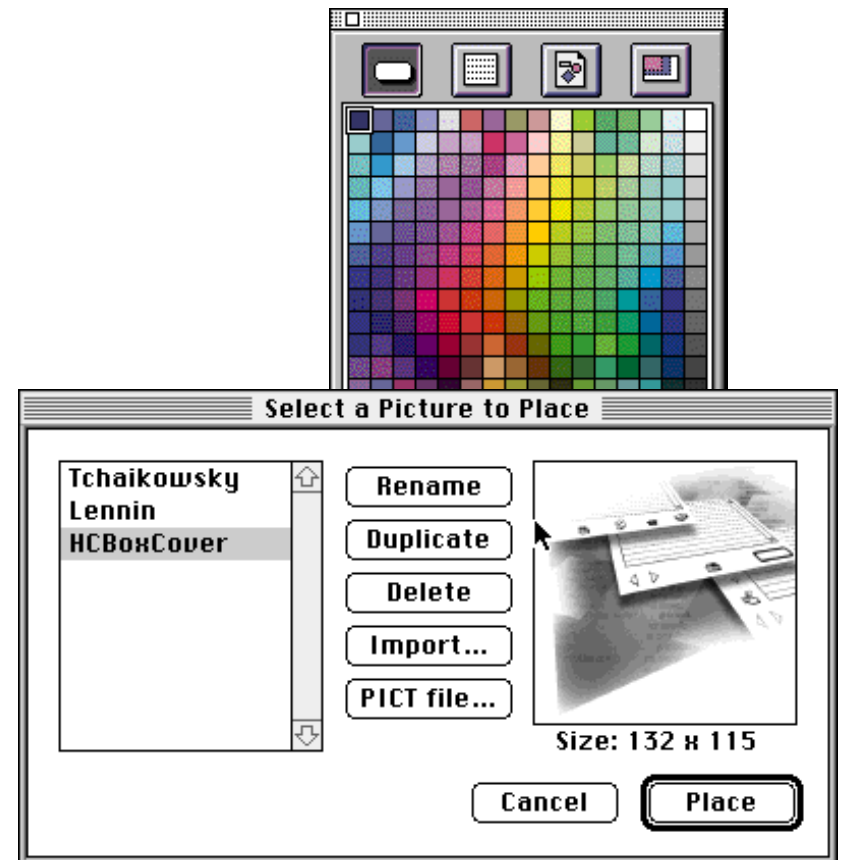 Select a Picture to Place
Tchaikowsky
Lennin
HCBoxCover
Rename
Duplicate
Delete
Import...
PICT file...
Size: 132 x 115
Cancel
Place